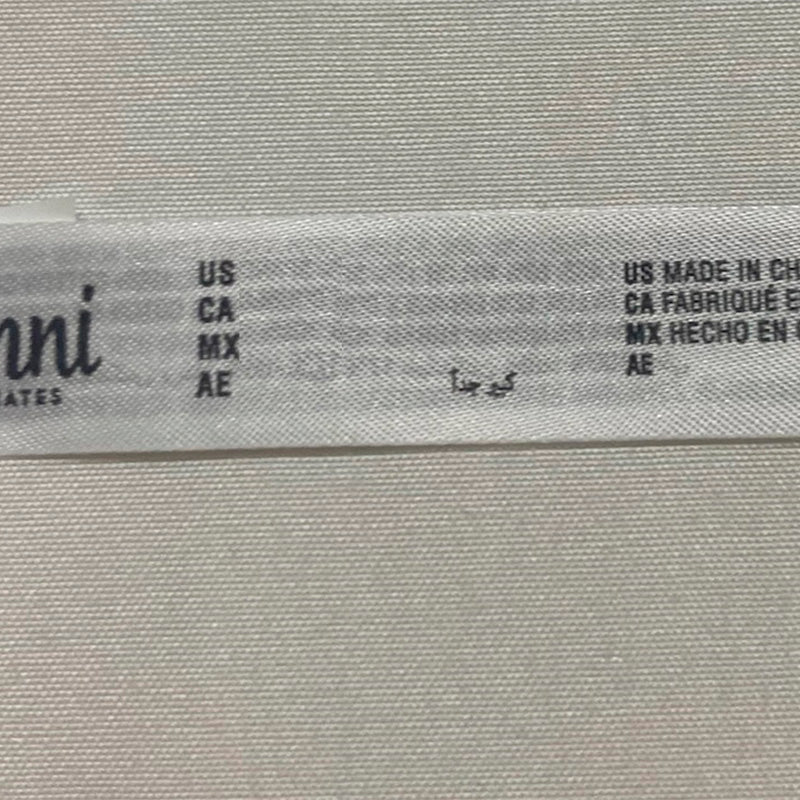 nni
ATES
US
CA
MX
AE كبير جداً
US MADE IN CH
CA FABRIQUÉ E
MX HECHO EN
AE